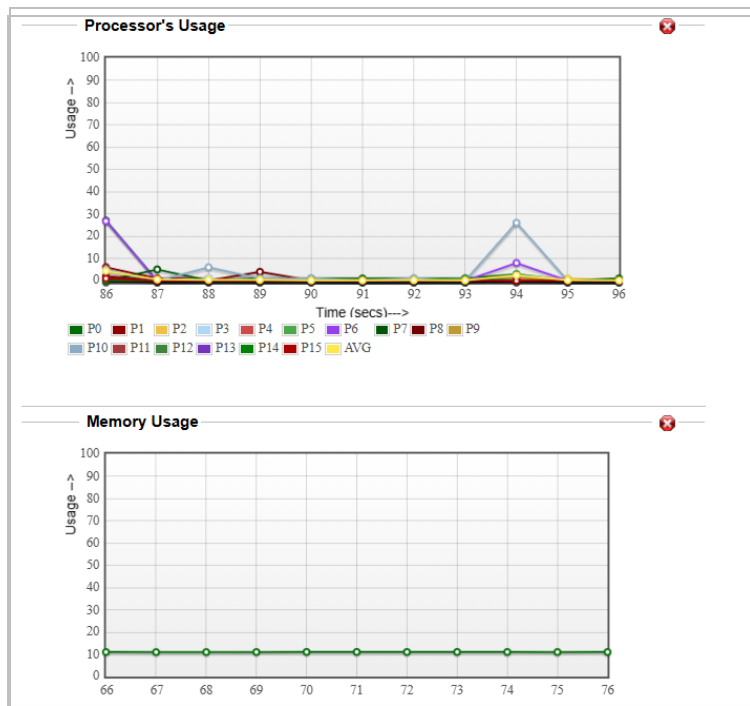 Processor's Usage
100
90
80
70
60
50
40
30
20
10
0
Usage -->
86 87 88 89 90 91 92 93 94 95 96
Time (secs)--->
P0 P1 P2 P3 P4 P5 P6 P7 P8 P9
P10 P11 P12 P13 P14 P15 AVG
Memory Usage
100
90
80
70
60
50
40
30
20
10
0
Usage -->
66 67 68 69 70 71 72 73 74 75 76